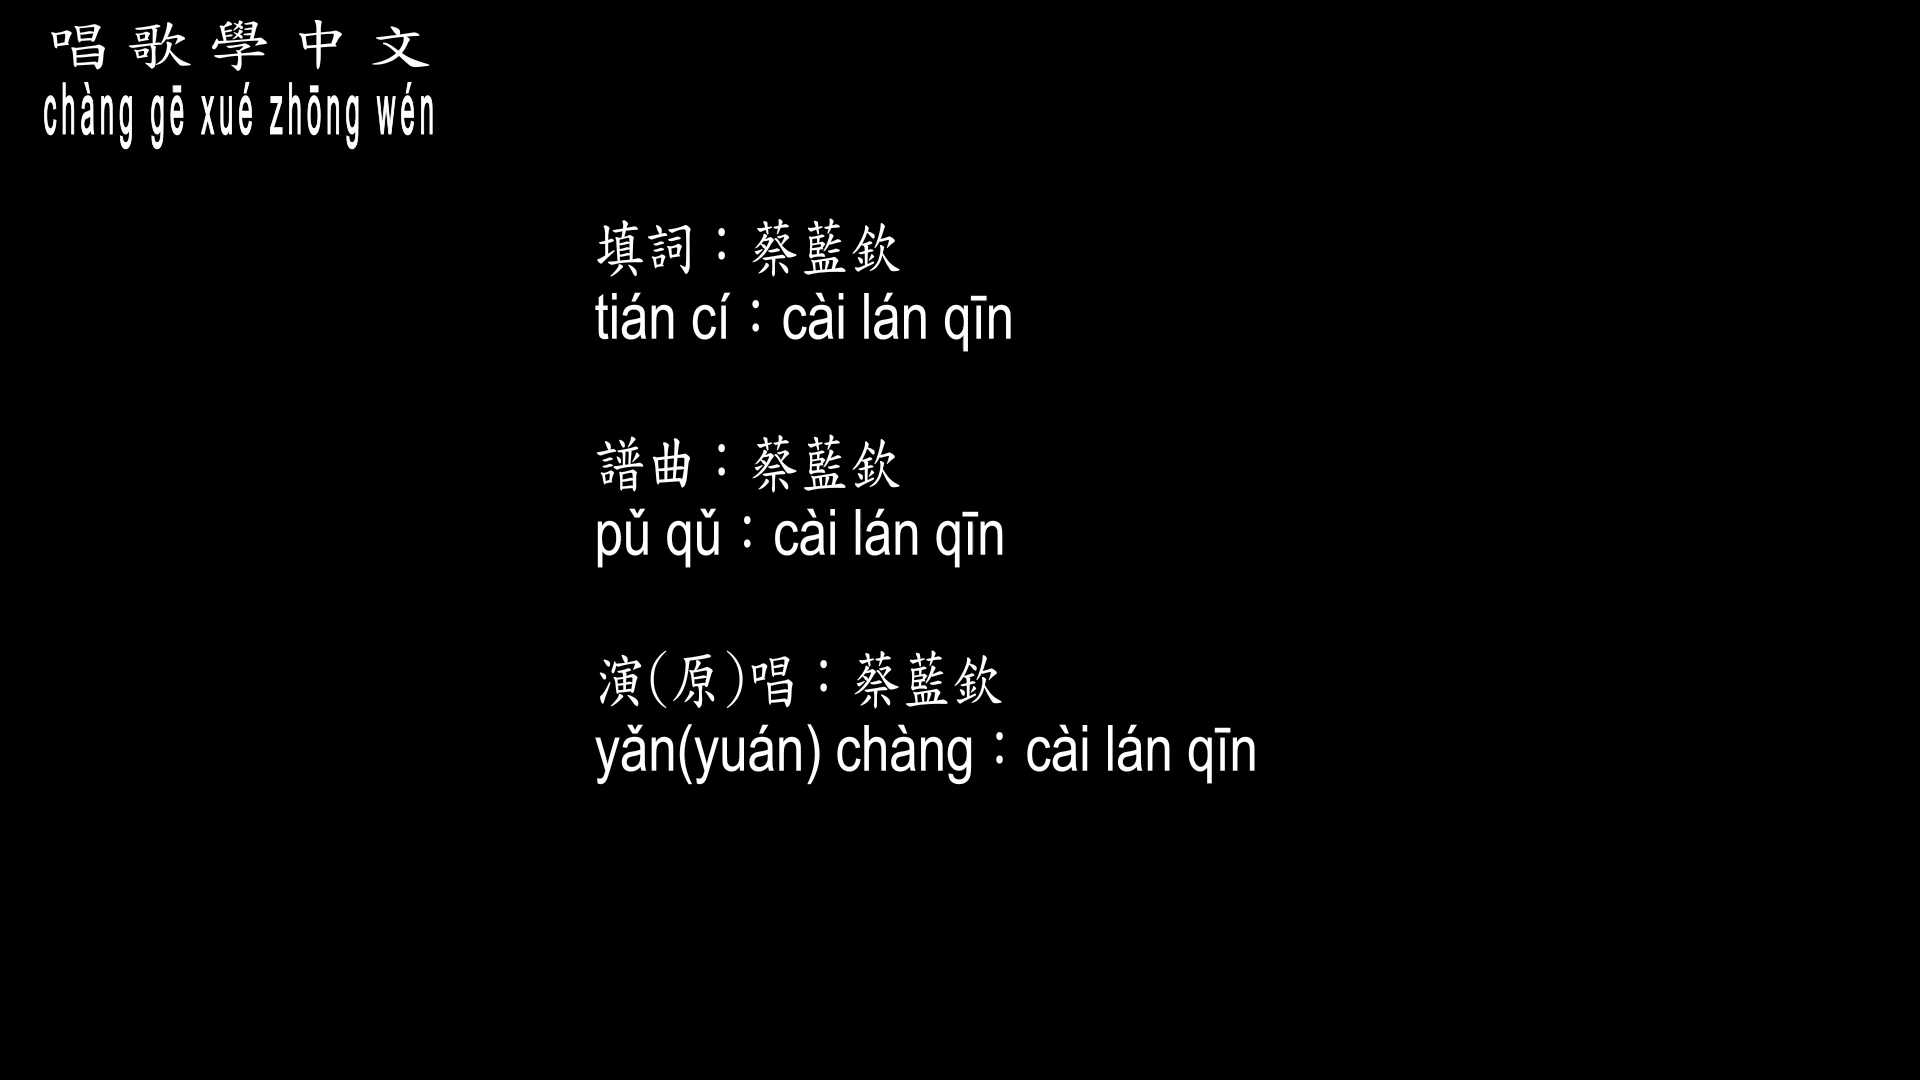 唱歌學中文
chàng gē xué zhōng wén
填詞：蔡藍欽
tián cí：cài lán qīn
譜曲：蔡藍欽
pǔ qǔ：cài lán qīn
演(原)唱：蔡藍欽
yǎn(yuán) chàng：cài lán qīn